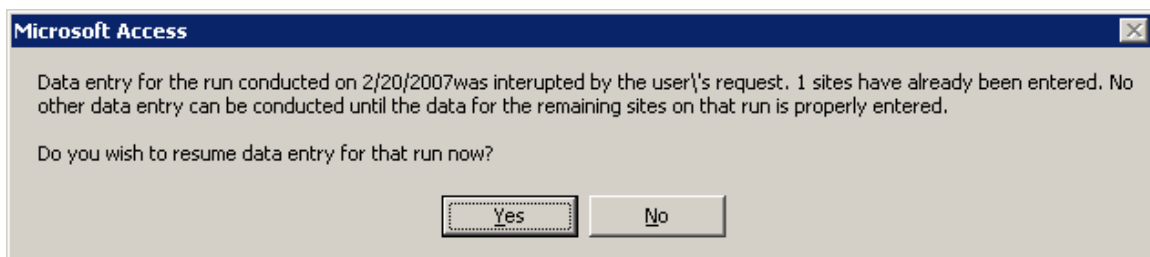 Microsoft Access
Data entry for the run conducted on 2/20/2007was interupted by the user\'s request. 1 sites have already been entered. No
other data entry can be conducted until the data for the remaining sites on that run is properly entered.
Do you wish to resume data entry for that run now?
Yes
No